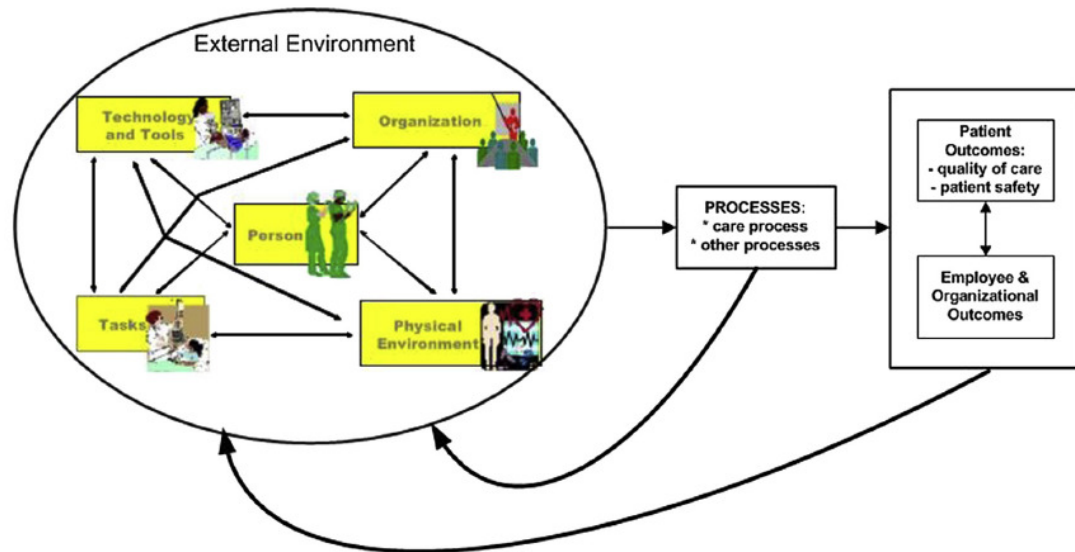 External Environment
Technology
and Tools
Organization
Person
Tasks
Physical
Environment
PROCESSES:
* care process
* other processes
Patient
Outcomes:
- quality of care
- patient safety
Employee &
Organizational
Outcomes